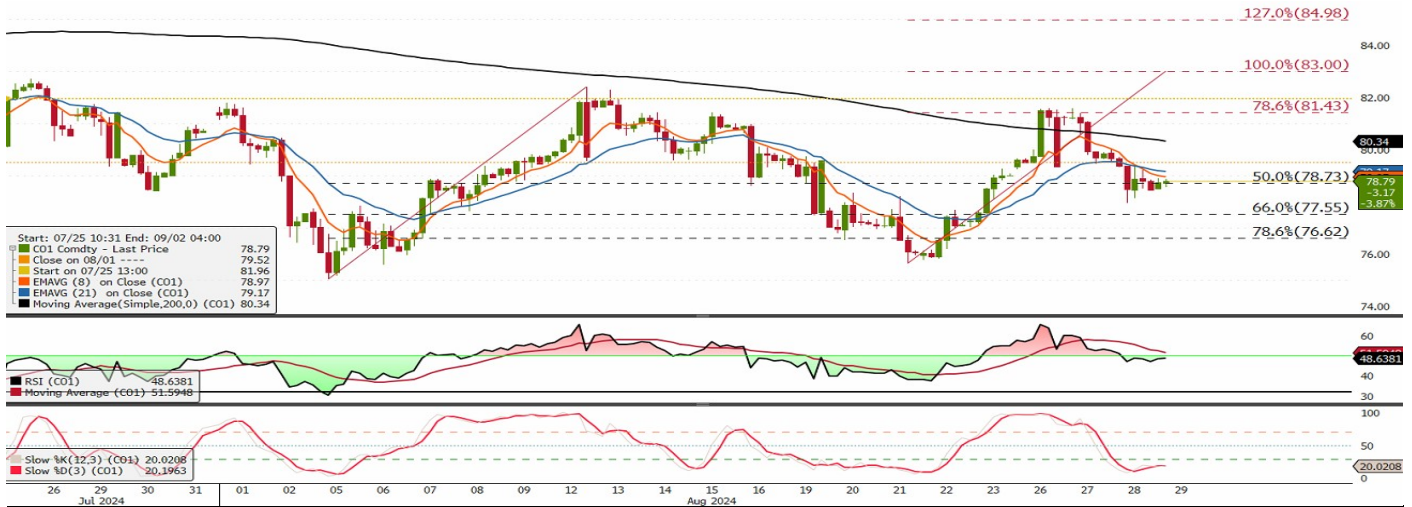 127.0%(84.98)
84.00
100.0%(83.00)
82.00
78.6%(81.43)
80.34
80.00
50.0%(78.73)
78.79
-3.17
-3.87%
66.0%(77.55)
78.6%(76.62)
76.00
74.00
Start: 07/25 10:31 End: 09/02 04:00
CO1 Comdty - Last Price 78.79
Close on 08/01 ---- 79.52
Start on 07/25 13:00 81.96
EMAVG (8) on Close (CO1) 78.97
EMAVG (21) on Close (CO1) 79.17
Moving Average(Simple,200,0) (CO1) 80.34
60
48.6381
40
30
RSI (CO1) 48.6381
Moving Average (CO1) 51.5948
100
50
20.0208
0
Slow %K(12,3) (CO1) 20.0208
Slow %D(3) (CO1) 20.1963
26 29 30 31 01 02 05 06 07 08 09 12 13 14 15 16 19 20 21 22 23 26 27 28 29
Jul 2024 Aug 2024